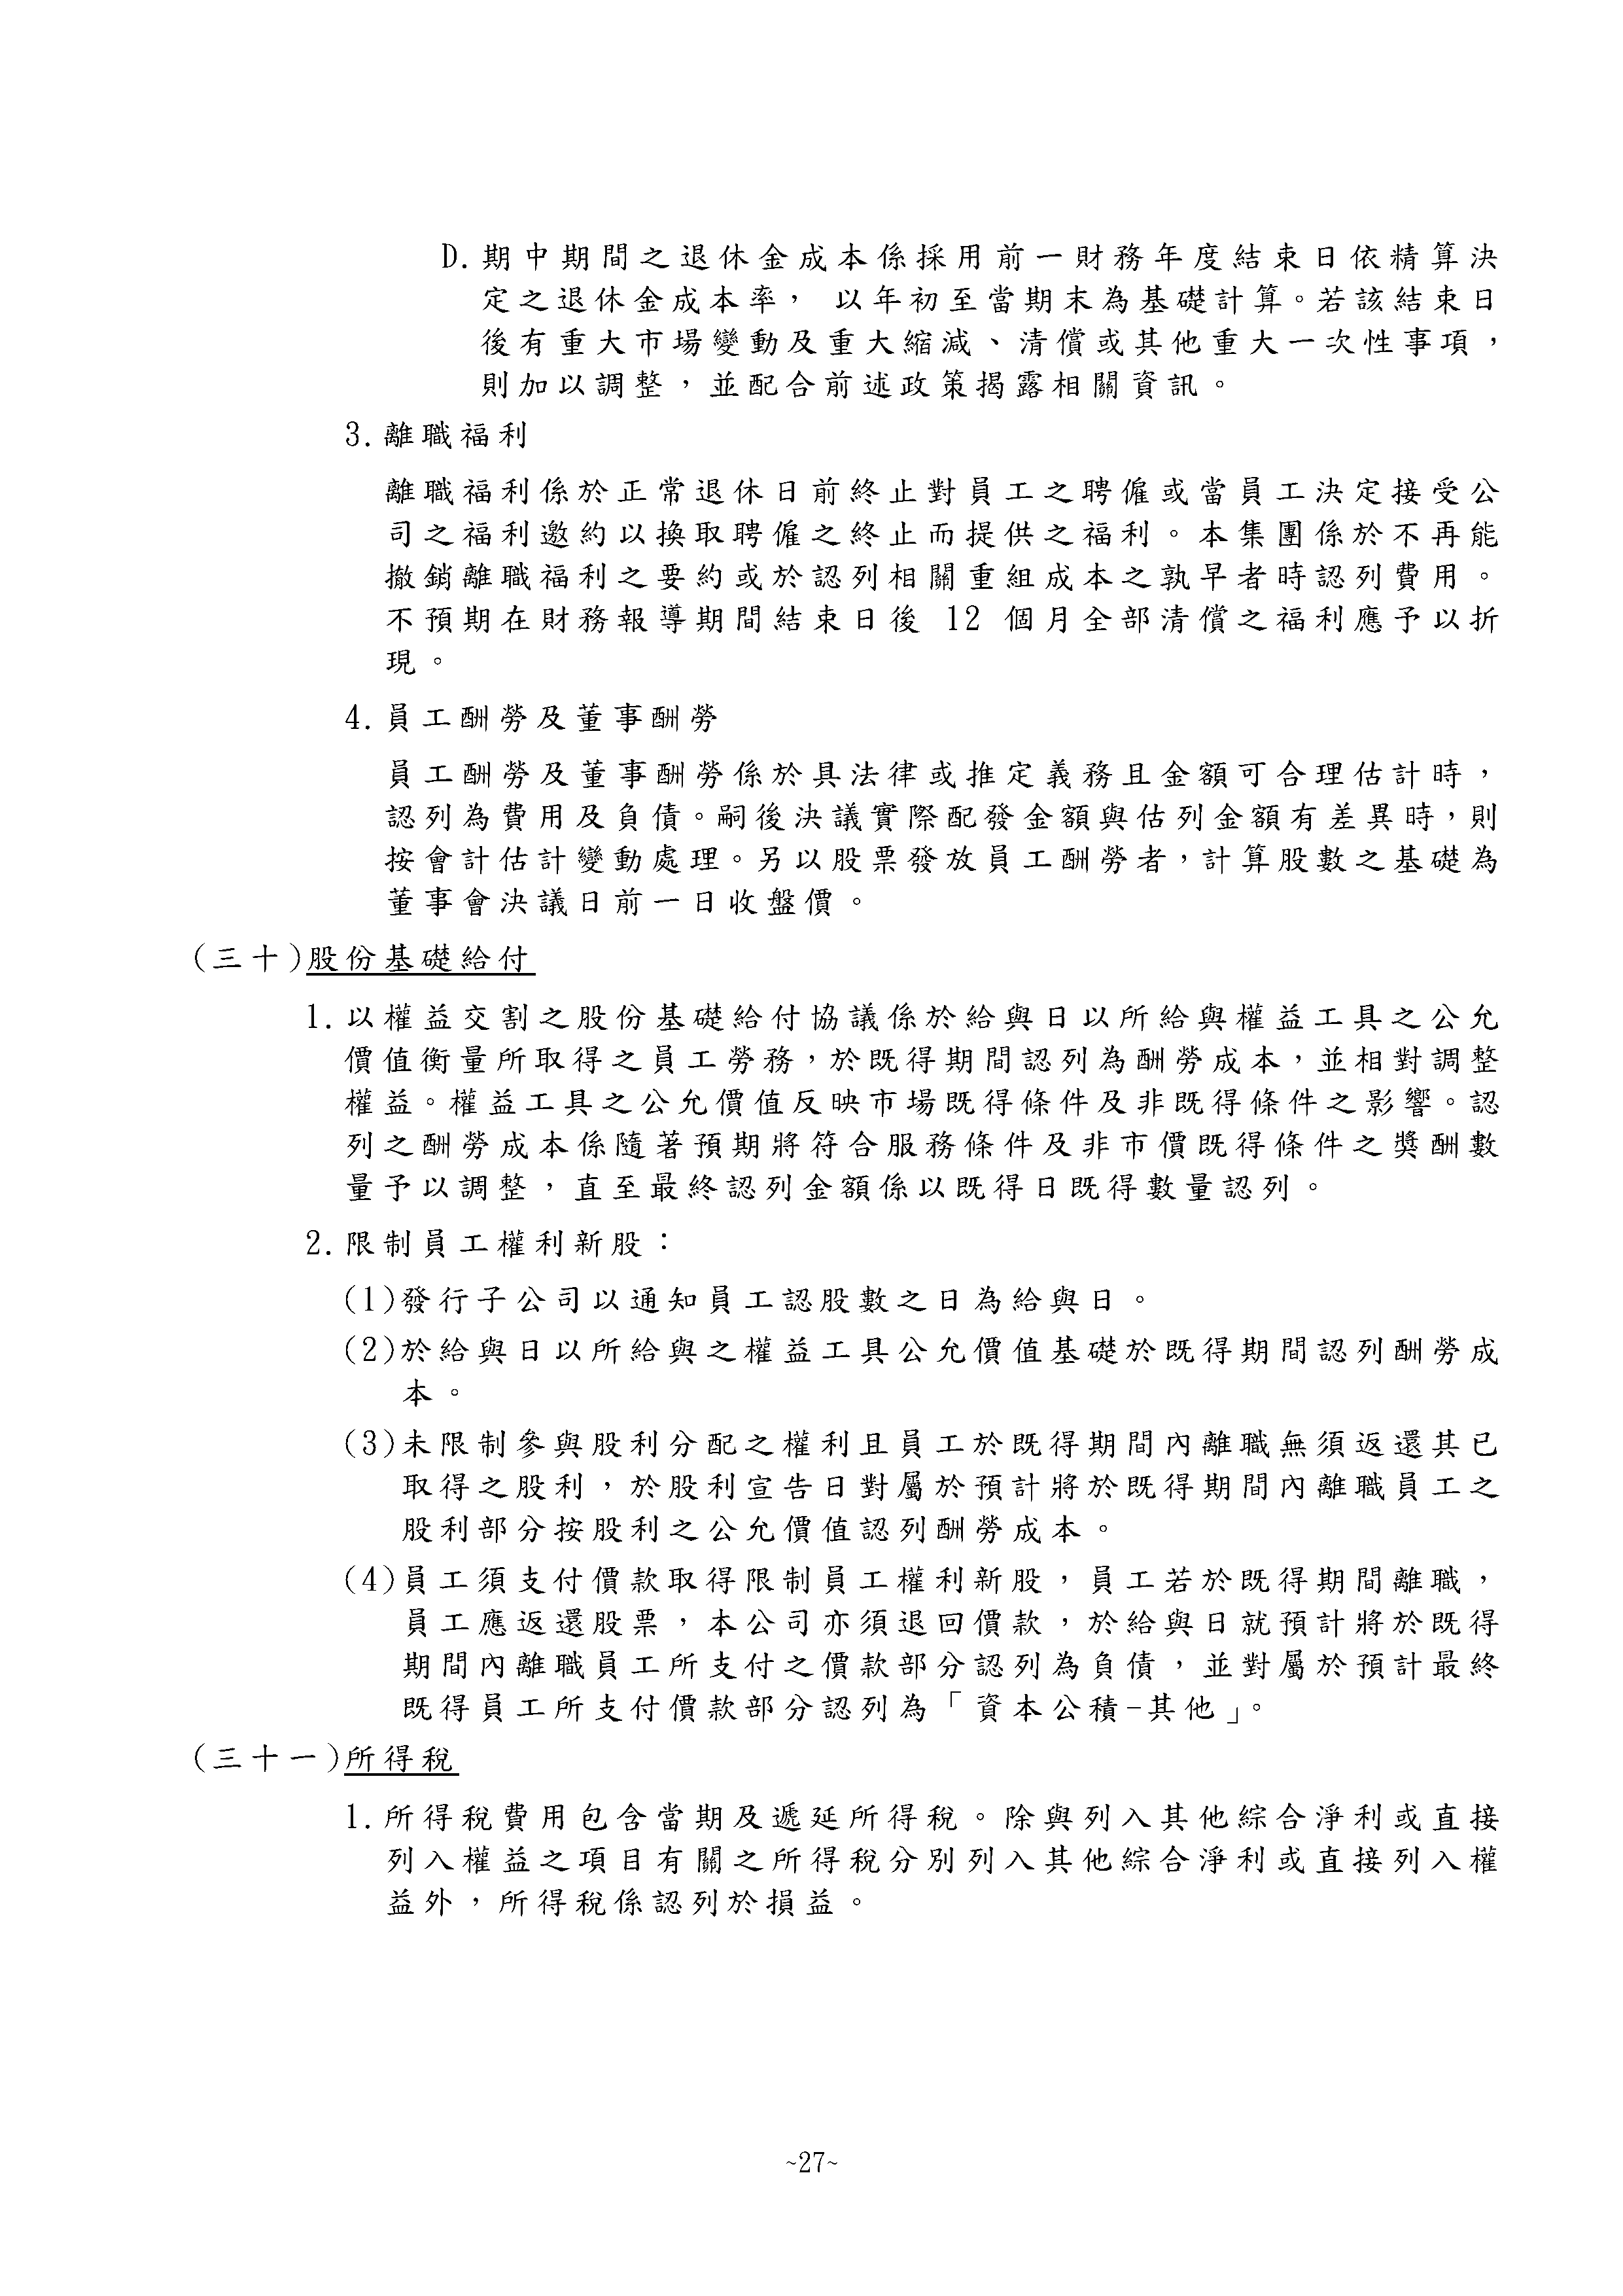 D.期中期間之退休金成本係採用前一財務年度結束日依精算決
定之退休金成本率， 以年初至當期末為基礎計算。若該結束日
後有重大市場變動及重大縮減、清償或其他重大一次性事項，
則加以調整，並配合前述政策揭露相關資訊。
3.離職福利
離職福利係於正常退休日前終止對員工之聘僱或當員工決定接受公
司之福利邀約以換取聘僱之終止而提供之福利。本集團係於不再能
撤銷離職福利之要約或於認列相關重組成本之孰早者時認列費用。
不預期在財務報導期間結束日後 12 個月全部清償之福利應予以折
現。
4.員工酬勞及董事酬勞
員工酬勞及董事酬勞係於具法律或推定義務且金額可合理估計時，
認列為費用及負債。嗣後決議實際配發金額與估列金額有差異時，則
按會計估計變動處理。另以股票發放員工酬勞者，計算股數之基礎為
董事會決議日前一日收盤價。
(三十)股份基礎給付
1.以權益交割之股份基礎給付協議係於給與日以所給與權益工具之公允
價值衡量所取得之員工勞務，於既得期間認列為酬勞成本，並相對調整
權益。權益工具之公允價值反映市場既得條件及非既得條件之影響。認
列之酬勞成本係隨著預期將符合服務條件及非市價既得條件之獎酬數
量予以調整，直至最終認列金額係以既得日既得數量認列。
2.限制員工權利新股：
(1)發行子公司以通知員工認股數之日為給與日。
(2)於給與日以所給與之權益工具公允價值基礎於既得期間認列酬勞成
本。
(3)未限制參與股利分配之權利且員工於既得期間內離職無須返還其已
取得之股利，於股利宣告日對屬於預計將於既得期間內離職員工之
股利部分按股利之公允價值認列酬勞成本。
(4)員工須支付價款取得限制員工權利新股，員工若於既得期間離職，
員工應返還股票，本公司亦須退回價款，於給與日就預計將於既得
期間內離職員工所支付之價款部分認列為負債，並對屬於預計最終
既得員工所支付價款部分認列為「資本公積-其他」。
(三十一)所得稅
1.所得稅費用包含當期及遞延所得稅。除與列入其他綜合淨利或直接
列入權益之項目有關之所得稅分別列入其他綜合淨利或直接列入權
益外，所得稅係認列於損益。
~27~